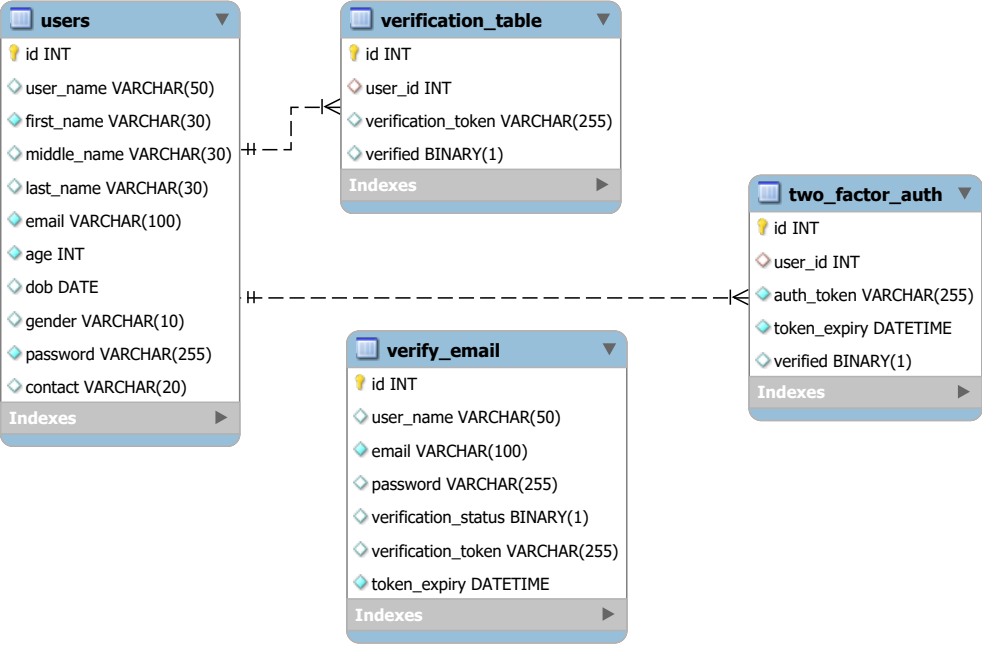 users
id INT
user_name VARCHAR(50)
first_name VARCHAR(30)
middle_name VARCHAR(30)
last_name VARCHAR(30)
email VARCHAR(100)
age INT
dob DATE
gender VARCHAR(10)
password VARCHAR(255)
contact VARCHAR(20)
Indexes
verification_table
id INT
user_id INT
verification_token VARCHAR(255)
verified BINARY(1)
Indexes
two_factor_auth
id INT
user_id INT
auth_token VARCHAR(255)
token_expiry DATETIME
verified BINARY(1)
Indexes
verify_email
id INT
user_name VARCHAR(50)
email VARCHAR(100)
password VARCHAR(255)
verification_status BINARY(1)
verification_token VARCHAR(255)
token_expiry DATETIME
Indexes